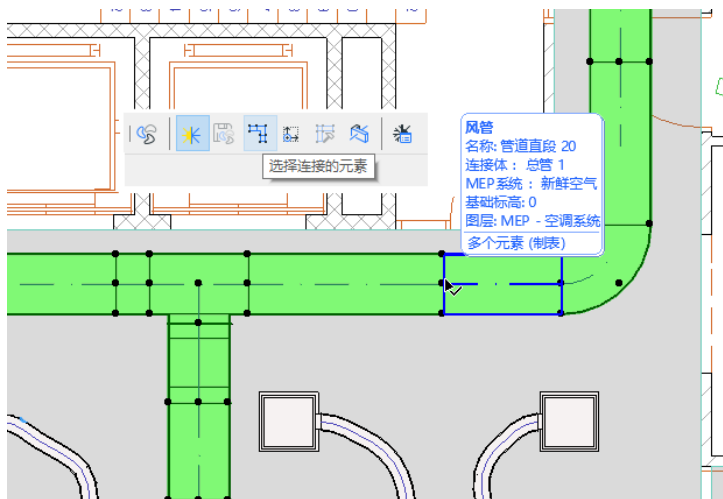 风管
名称: 管道直段 20
连接体： 总管 1
MEP系统： 新鲜空气
基础标高: 0
图层: MEP - 空调系统
多个元素 (制表)
选择连接的元素